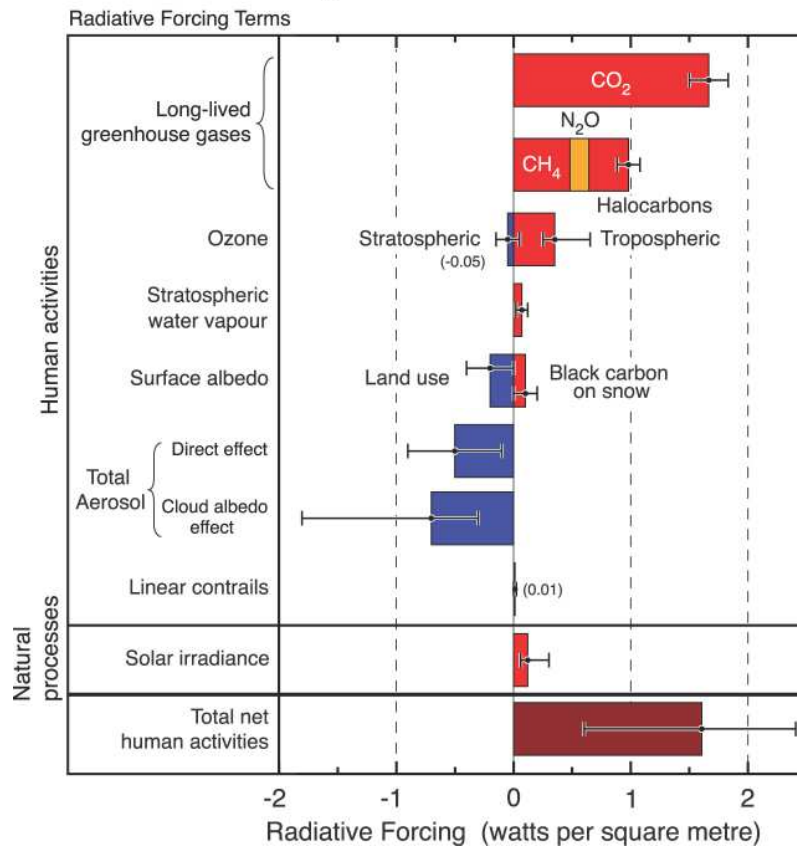 Radiative Forcing Terms
Human activities
Long-lived
greenhouse gases
CO₂
N₂O
CH₄
Halocarbons
Ozone
Stratospheric
(-0.05)
Tropospheric
Stratospheric
water vapour
Surface albedo
Land use
Black carbon
on snow
Total
Aerosol
Direct effect
Cloud albedo
effect
Linear contrails
(0.01)
Natural
processes
Solar irradiance
Total net
human activities
-2 -1 0 1 2
Radiative Forcing (watts per square metre)